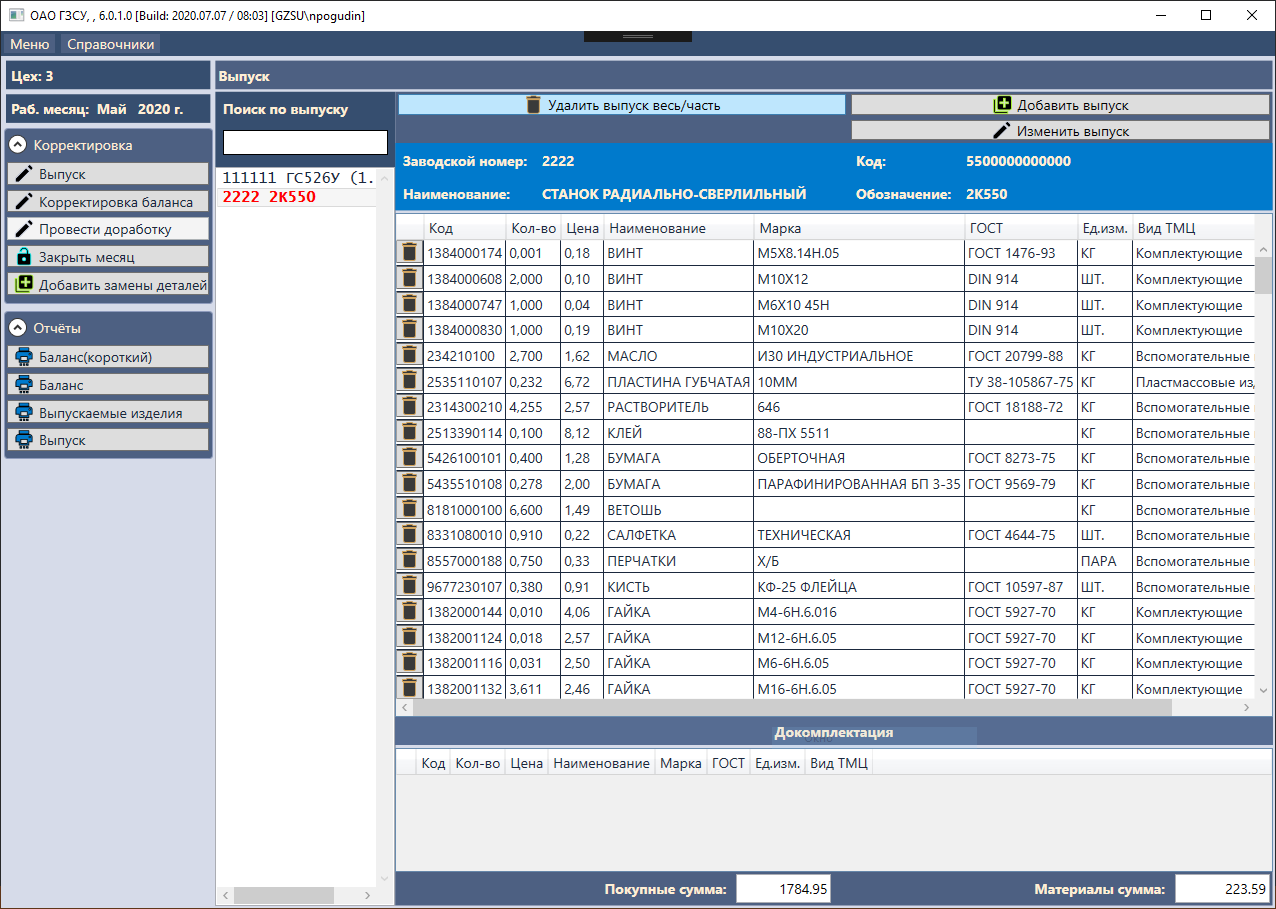 ОАО ГЗСУ, , 6.0.1.0 [Build: 2020.07.07 / 08:03] [GZSU\npogudin]
Меню Справочники
Цех: 3
Раб. месяц: Май 2020 г.
Корректировка
Выпуск
Корректировка баланса
Провести доработку
Закрыть месяц
Добавить замены деталей
Отчёты
Баланс(короткий)
Баланс
Выпускаемые изделия
Выпуск
Выпуск
Поиск по выпуску
111111 ГС526У (1.
2222 2К550
Удалить выпуск весь/часть
Добавить выпуск
Изменить выпуск
Заводской номер: 2222 Код: 5500000000000
Наименование: СТАНОК РАДИАЛЬНО-СВЕРЛИЛЬНЫЙ Обозначение: 2К550
Код Кол-во Цена Наименование Марка ГОСТ Ед.изм. Вид ТМЦ
1384000174 0,001 0,18 ВИНТ М5Х8.14Н.05 ГОСТ 1476-93 КГ Комплектующие
1384000608 2,000 0,10 ВИНТ М10Х12 DIN 914 ШТ. Комплектующие
1384000747 1,000 0,04 ВИНТ М6Х10 45Н DIN 914 ШТ. Комплектующие
1384000830 1,000 0,19 ВИНТ М10Х20 DIN 914 ШТ. Комплектующие
234210100 2,700 1,62 МАСЛО И30 ИНДУСТРИАЛЬНОЕ ГОСТ 20799-88 КГ Вспомогательные
2535110107 0,232 6,72 ПЛАСТИНА ГУБЧАТАЯ 10ММ ТУ 38-105867-75 КГ Пластмассовые изд
2314300210 4,255 2,57 РАСТВОРИТЕЛЬ 646 ГОСТ 18188-72 КГ Вспомогательные
2513390114 0,100 8,12 КЛЕЙ 88-ПХ 5511 КГ Вспомогательные
5426100101 0,400 1,28 БУМАГА ОБЕРТОЧНАЯ ГОСТ 8273-75 КГ Вспомогательные
5435510108 0,278 2,00 БУМАГА ПАРАФИНИРОВАННАЯ БП 3-35 ГОСТ 9569-79 КГ Вспомогательные
8181000100 6,600 1,49 ВЕТОШЬ КГ Вспомогательные
8331080010 0,910 0,22 САЛФЕТКА ТЕХНИЧЕСКАЯ ГОСТ 4644-75 ШТ. Вспомогательные
8557000188 0,750 0,33 ПЕРЧАТКИ Х/Б ПАРА Вспомогательные
9677230107 0,380 0,91 КИСТЬ КФ-25 ФЛЕЙЦА ГОСТ 10597-87 ШТ. Вспомогательные
1382000144 0,010 4,06 ГАЙКА М4-6Н.6.016 ГОСТ 5927-70 КГ Комплектующие
1382001124 0,018 2,57 ГАЙКА М12-6Н.6.05 ГОСТ 5927-70 КГ Комплектующие
1382001116 0,031 2,50 ГАЙКА М6-6Н.6.05 ГОСТ 5927-70 КГ Комплектующие
1382001132 3,611 2,46 ГАЙКА М16-6Н.6.05 ГОСТ 5927-70 КГ Комплектующие
Докомплектация
Код Кол-во Цена Наименование Марка ГОСТ Ед.изм. Вид ТМЦ
Покупные сумма: 1784.95 Материалы сумма: 223.59